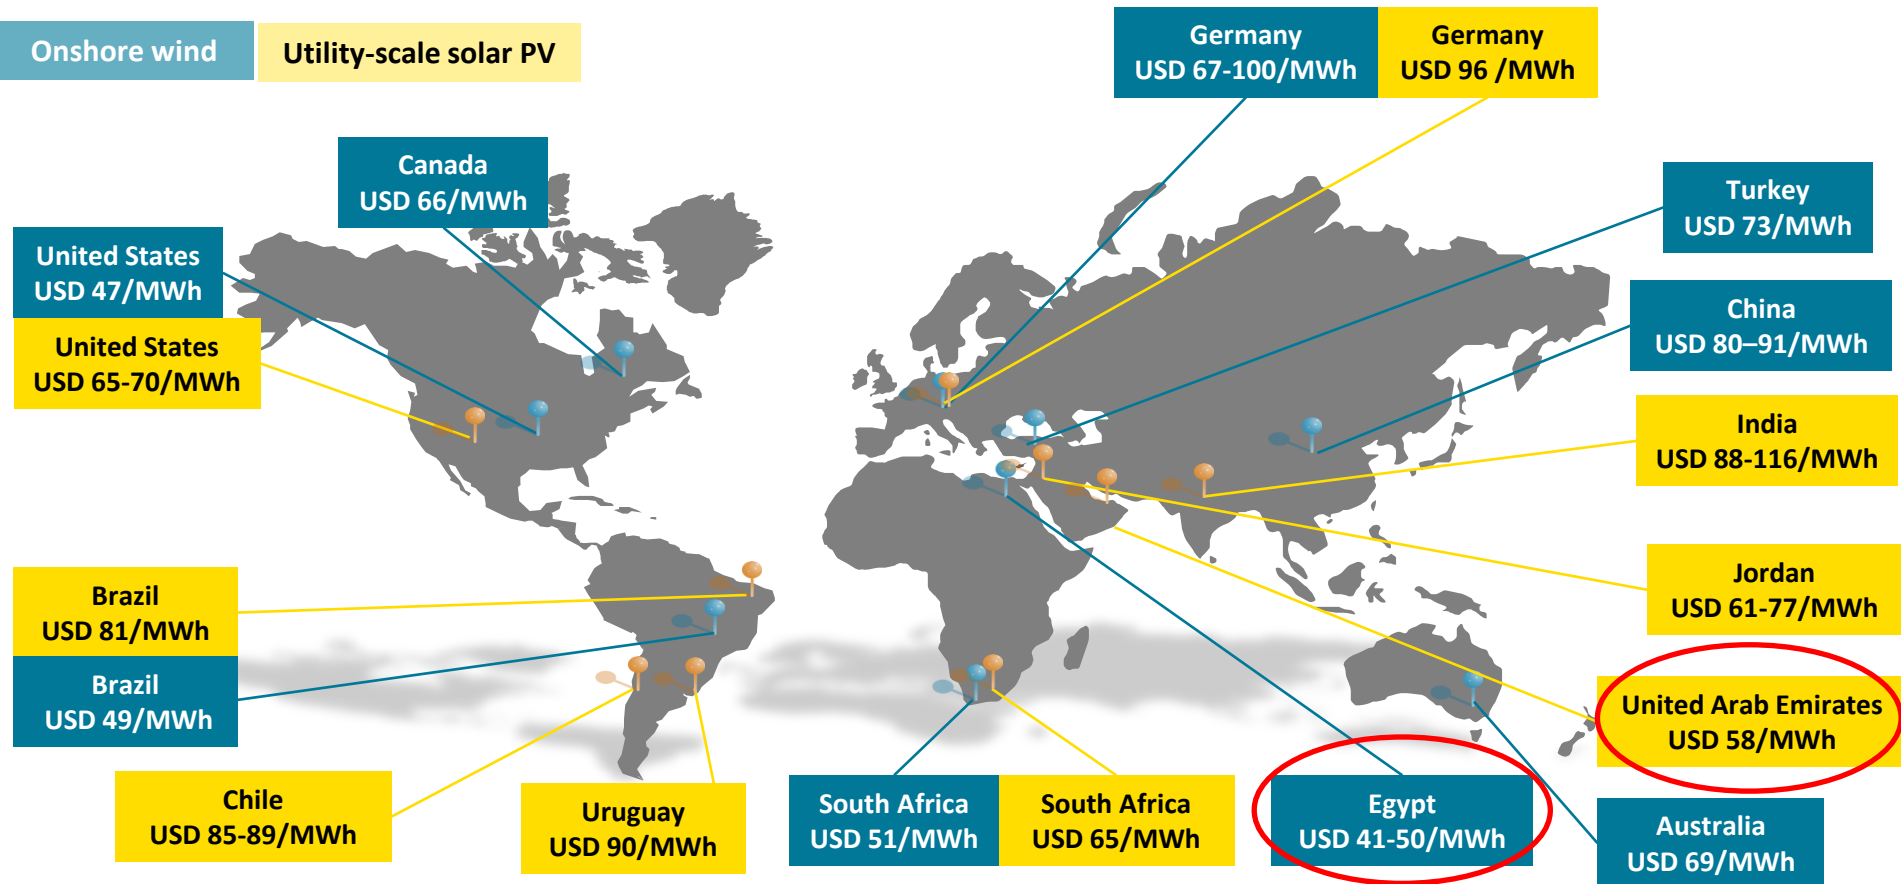 Onshore wind
Utility-scale solar PV
Germany
USD 67-100/MWh
Germany
USD 96 /MWh
Canada
USD 66/MWh
Turkey
USD 73/MWh
United States
USD 47/MWh
China
USD 80–91/MWh
United States
USD 65-70/MWh
India
USD 88-116/MWh
Jordan
USD 61-77/MWh
Brazil
USD 81/MWh
Brazil
USD 49/MWh
United Arab Emirates
USD 58/MWh
Chile
USD 85-89/MWh
Uruguay
USD 90/MWh
South Africa
USD 51/MWh
South Africa
USD 65/MWh
Egypt
USD 41-50/MWh
Australia
USD 69/MWh